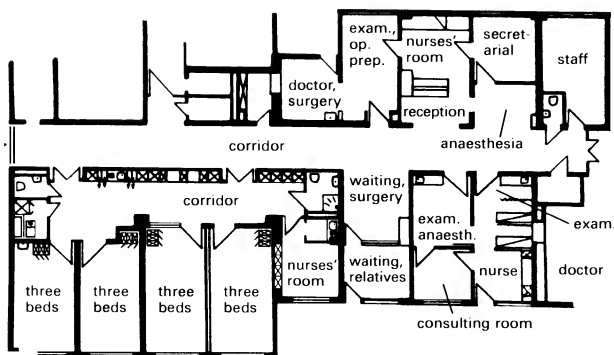 exam.,
op.
prep.
nurses'
room
secret-
arial
staff
doctor,
surgery
reception
corridor
anaesthesia
corridor
waiting,
surgery
exam.
anaesth.
exam.
nurses'
room
waiting,
relatives
nurse
doctor
three
beds
three
beds
three
beds
three
beds
consulting room